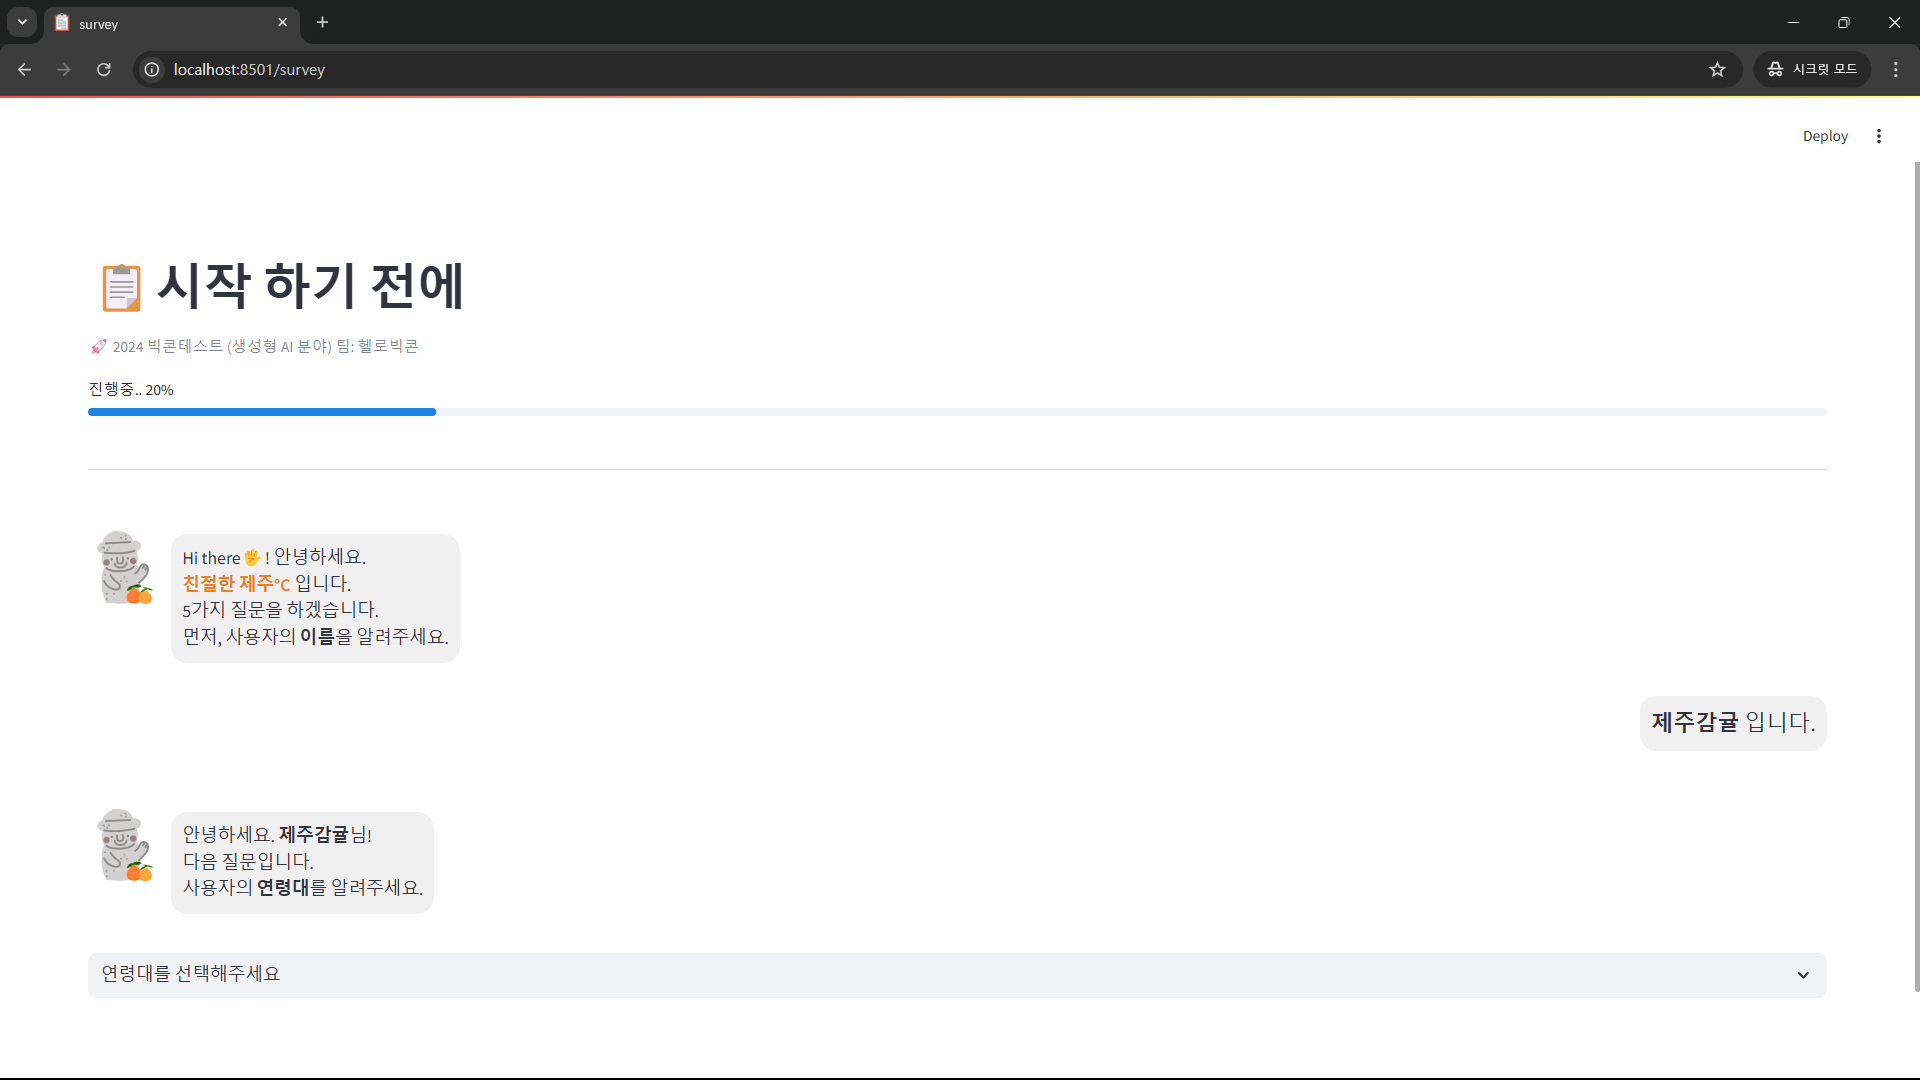 survey
localhost:8501/survey
시크릿 모드
Deploy
시작 하기 전에
2024 빅콘테스트 (생성형 AI 분야) 팀: 헬로빅콘
진행중.. 20%
Hi there🖐! 안녕하세요.
친절한 제주°C 입니다.
5가지 질문을 하겠습니다.
먼저, 사용자의 이름을 알려주세요.
제주감귤 입니다.
안녕하세요. 제주감귤님!
다음 질문입니다.
사용자의 연령대를 알려주세요.
연령대를 선택해주세요